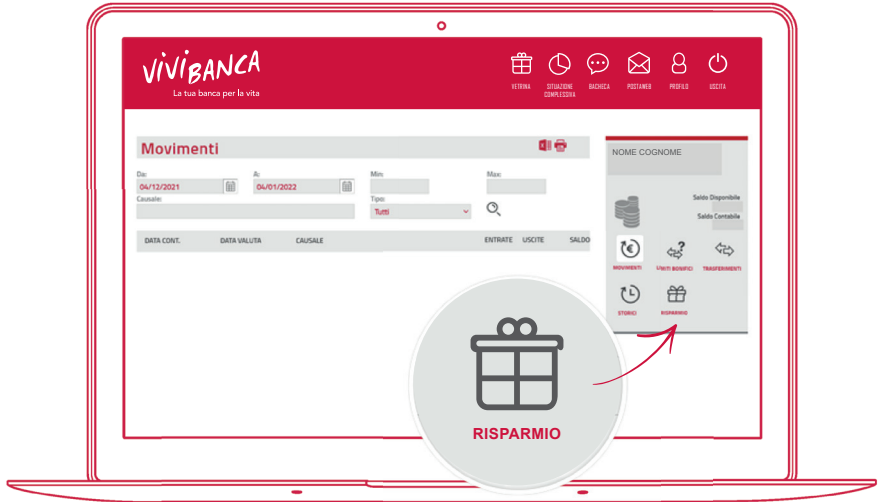 VIVIBANCA
La tua banca per la vita
VETRINA
SITUAZIONE
COMPLESSIVA
BACHECA
POSTAWEB
PROFILO
USCITA
Movimenti
Da:
A:
Min:
Max:
04/12/2021
04/01/2022
Causale:
Tipo:
Tutti
DATA CONT.
DATA VALUTA
CAUSALE
ENTRATE
USCITE
SALDO
NOME COGNOME
Saldo Disponibile
Saldo Contabile
MOVIMENTI
LIMITI BONIFICI
TRASFERIMENTI
STORICI
RISPARMIO
RISPARMIO